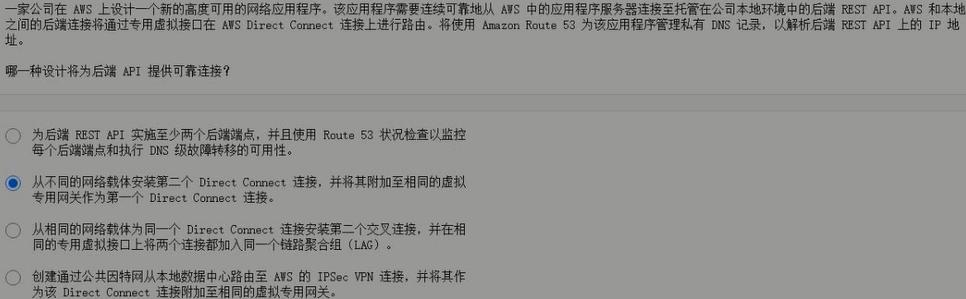 一家公司在 AWS 上设计一个新的高度可用的网络应用程序。该应用程序需要连续可靠地从 AWS 中的应用程序服务器连接至托管在公司本地环境中的后端 REST API。AWS 和本地
之间的后端连接将通过专用虚拟接口在 AWS Direct Connect 连接上进行路由。将使用 Amazon Route 53 为该应用程序管理私有 DNS 记录，以解析后端 REST API 上的 IP 地
址。
哪一种设计将为后端 API 提供可靠连接？
为后端 REST API 实施至少两个后端端点，并且使用 Route 53 状况检查以监控
每个后端端点和执行 DNS 级故障转移的可用性。
从不同的网络载体安装第二个 Direct Connect 连接，并将其附加至相同的虚拟
专用网关作为第一个 Direct Connect 连接。
从相同的网络载体为同一个 Direct Connect 连接安装第二个交叉连接，并在相
同的专用虚拟接口上将两个连接都加入同一个链路聚合组（LAG）。
创建通过公共因特网从本地数据中心路由至 AWS 的 IPSec VPN 连接，并将其作
为该 Direct Connect 连接附加至相同的虚拟专用网关。